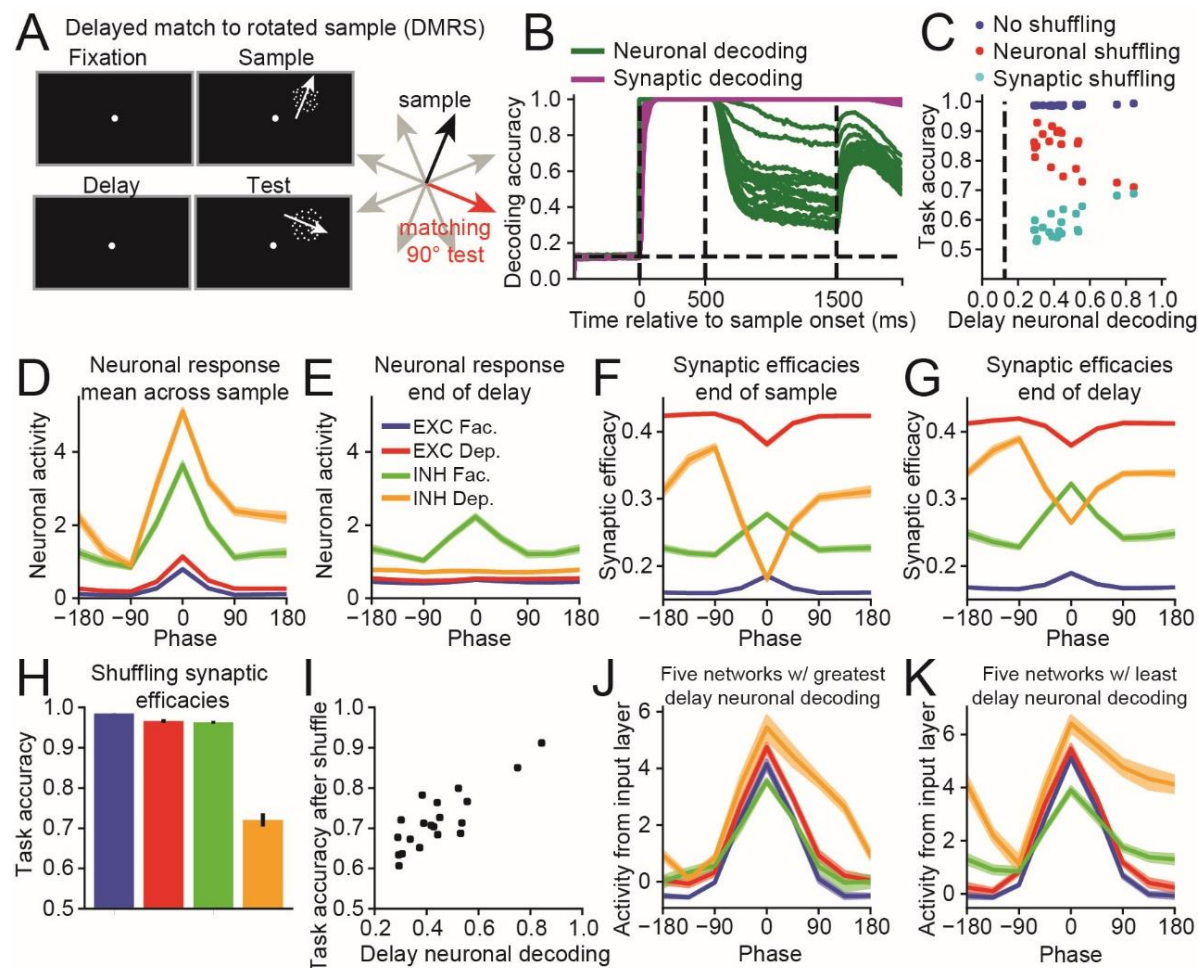 A
Delayed match to rotated sample (DMRS)
Fixation
Sample
Delay
Test
sample
matching
90° test
B
Neuronal decoding
Synaptic decoding
Decoding accuracy
1.0
0.8
0.6
0.4
0.2
0.0
0
500
1500
Time relative to sample onset (ms)
C
No shuffling
Neuronal shuffling
Synaptic shuffling
Task accuracy
1.0
0.9
0.8
0.7
0.6
0.5
0.0 0.2 0.4 0.6 0.8 1.0
Delay neuronal decoding
D
Neuronal response
mean across sample
Neuronal activity
4
2
0
−180 −90 0 90 180
Phase
E
Neuronal response
end of delay
EXC Fac.
EXC Dep.
INH Fac.
INH Dep.
Neuronal activity
4
2
0
−180 −90 0 90 180
Phase
F
Synaptic efficacies
end of sample
Synaptic efficacy
0.4
0.3
0.2
−180 −90 0 90 180
Phase
G
Synaptic efficacies
end of delay
Synaptic efficacy
0.4
0.3
0.2
−180 −90 0 90 180
Phase
H
Shuffling synaptic
efficacies
Task accuracy
1.0
0.9
0.8
0.7
0.6
0.5
I
Task accuracy after shuffle
1.0
0.9
0.8
0.7
0.6
0.5
0.2 0.4 0.6 0.8 1.0
Delay neuronal decoding
J
Five networks w/ greatest
delay neuronal decoding
Activity from input layer
6
4
2
0
−180 −90 0 90 180
Phase
K
Five networks w/ least
delay neuronal decoding
Activity from input layer
6
4
2
0
−180 −90 0 90 180
Phase